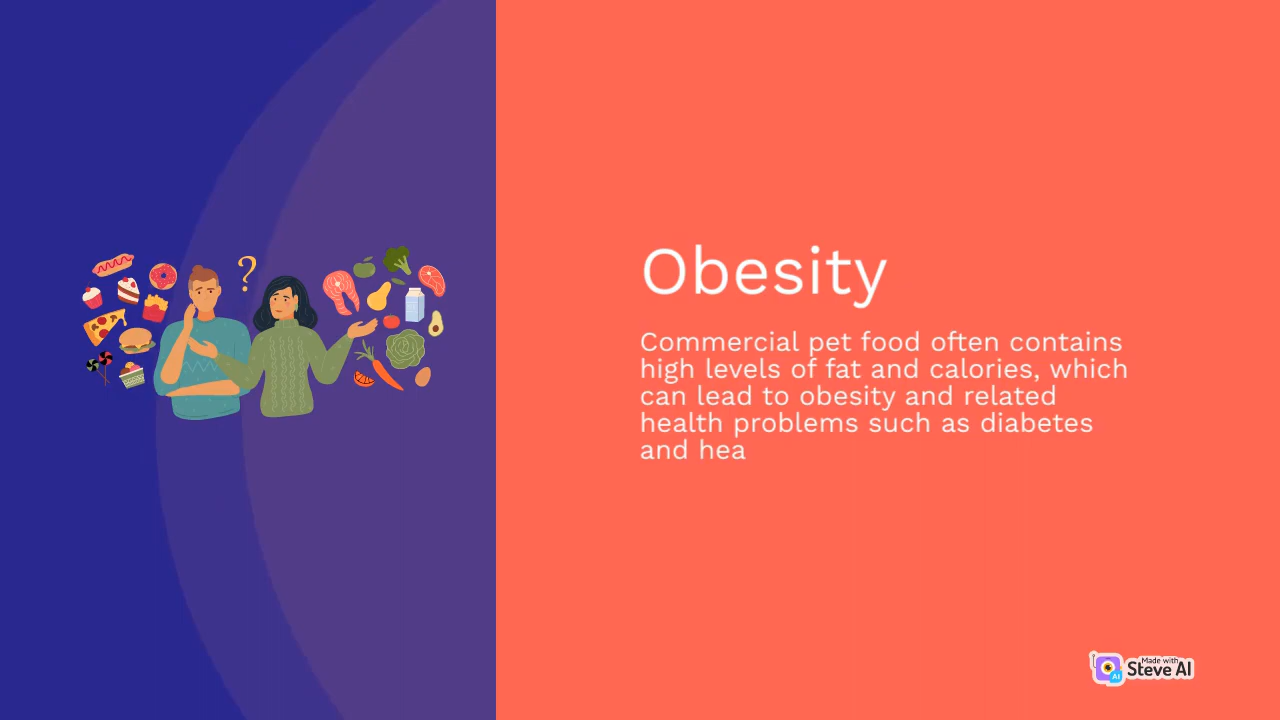 ?
Obesity
Commercial pet food often contains
high levels of fat and calories, which
can lead to obesity and related
health problems such as diabetes
and hea
Made with
Steve AI
AI